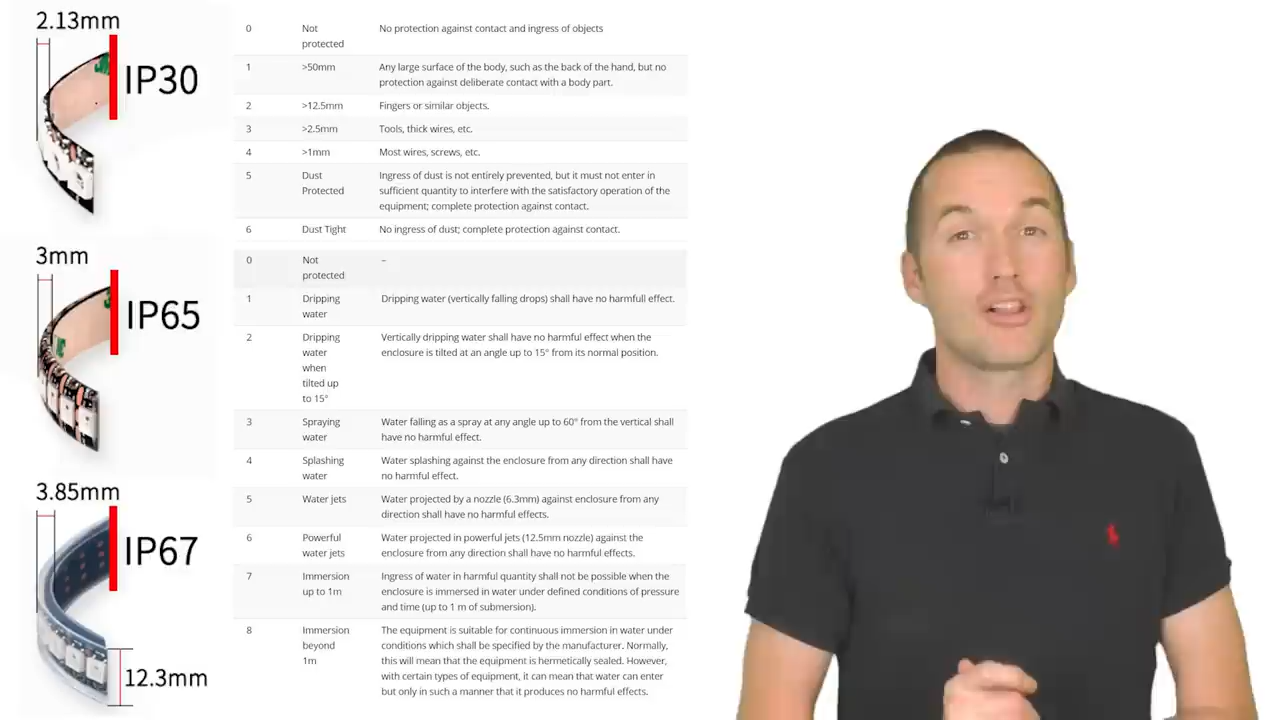 2.13mm
IP30
3mm
IP65
3.85mm
IP67
12.3mm
0 Not No protection against contact and ingress of objects
protected
1 >50mm Any large surface of the body, such as the back of the hand, but no
protection against deliberate contact with a body part.
2 >12.5mm Fingers or similar objects.
3 >2.5mm Tools, thick wires, etc.
4 >1mm Most wires, screws, etc.
5 Dust Ingress of dust is not entirely prevented, but it must not enter in
Protected sufficient quantity to interfere with the satisfactory operation of the
equipment; complete protection against contact.
6 Dust Tight No ingress of dust; complete protection against contact.
0 Not –
protected
1 Dripping Dripping water (vertically falling drops) shall have no harmfull effect.
water
2 Dripping Vertically dripping water shall have no harmful effect when the
water enclosure is tilted at an angle up to 15° from its normal position.
when
tilted up
to 15°
3 Spraying Water falling as a spray at any angle up to 60° from the vertical shall
water have no harmful effect.
4 Splashing Water splashing against the enclosure from any direction shall have
water no harmful effect.
5 Water jets Water projected by a nozzle (6.3mm) against enclosure from any
direction shall have no harmful effects.
6 Powerful Water projected in powerful jets (12.5mm nozzle) against the
water jets enclosure from any direction shall have no harmful effects.
7 Immersion Ingress of water in harmful quantity shall not be possible when the
up to 1m enclosure is immersed in water under defined conditions of pressure
and time (up to 1 m of submersion).
8 Immersion The equipment is suitable for continuous immersion in water under
beyond conditions which shall be specified by the manufacturer. Normally,
1m this will mean that the equipment is hermetically sealed. However,
with certain types of equipment, it can mean that water can enter
but only in such a manner that it produces no harmful effects.